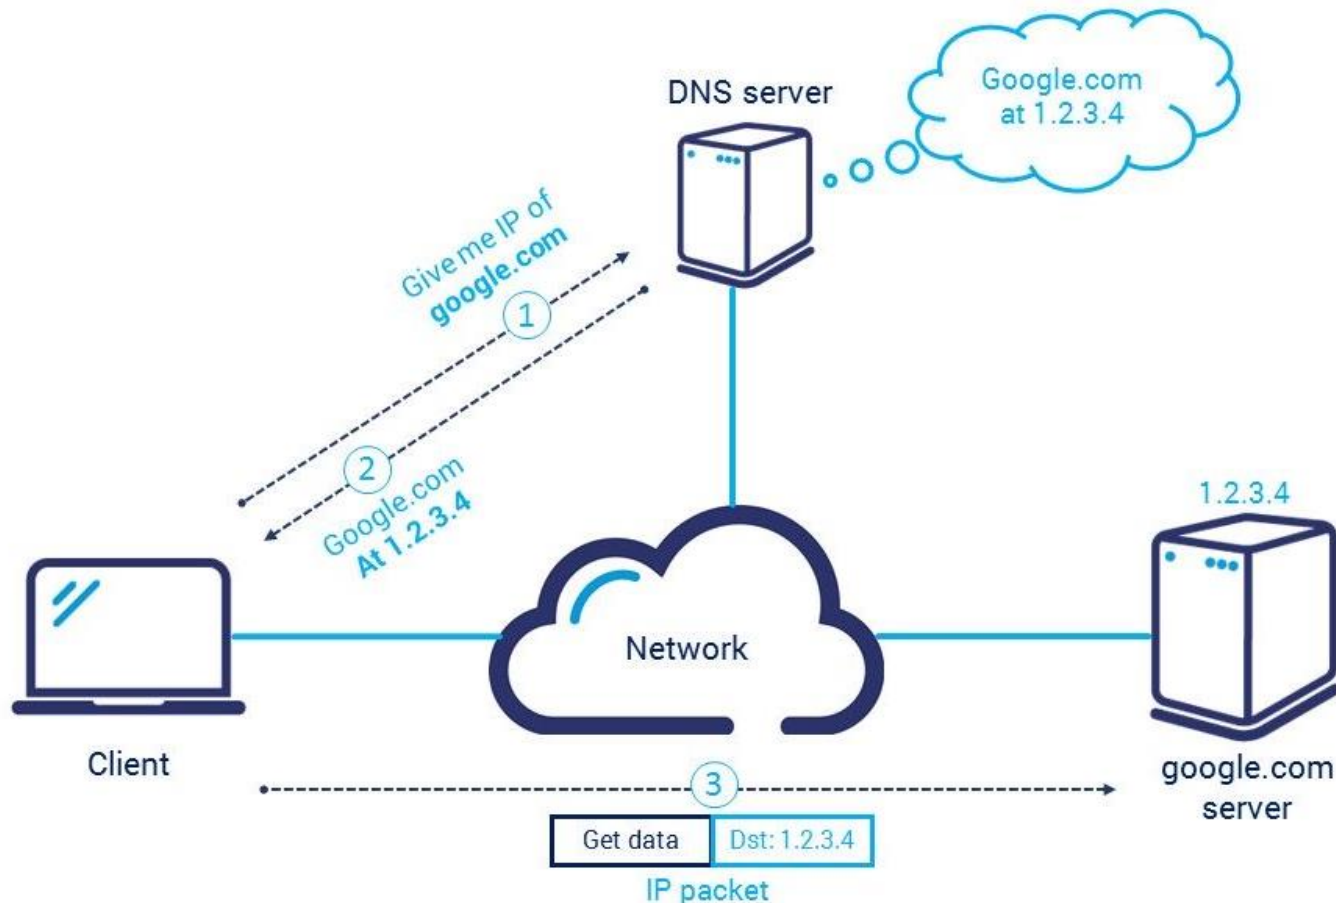 DNS server
Google.com
at 1.2.3.4
Give me IP of
google.com
1
2
Google.com
At 1.2.3.4
1.2.3.4
Network
Client
google.com
server
3
Get data
Dst: 1.2.3.4
IP packet